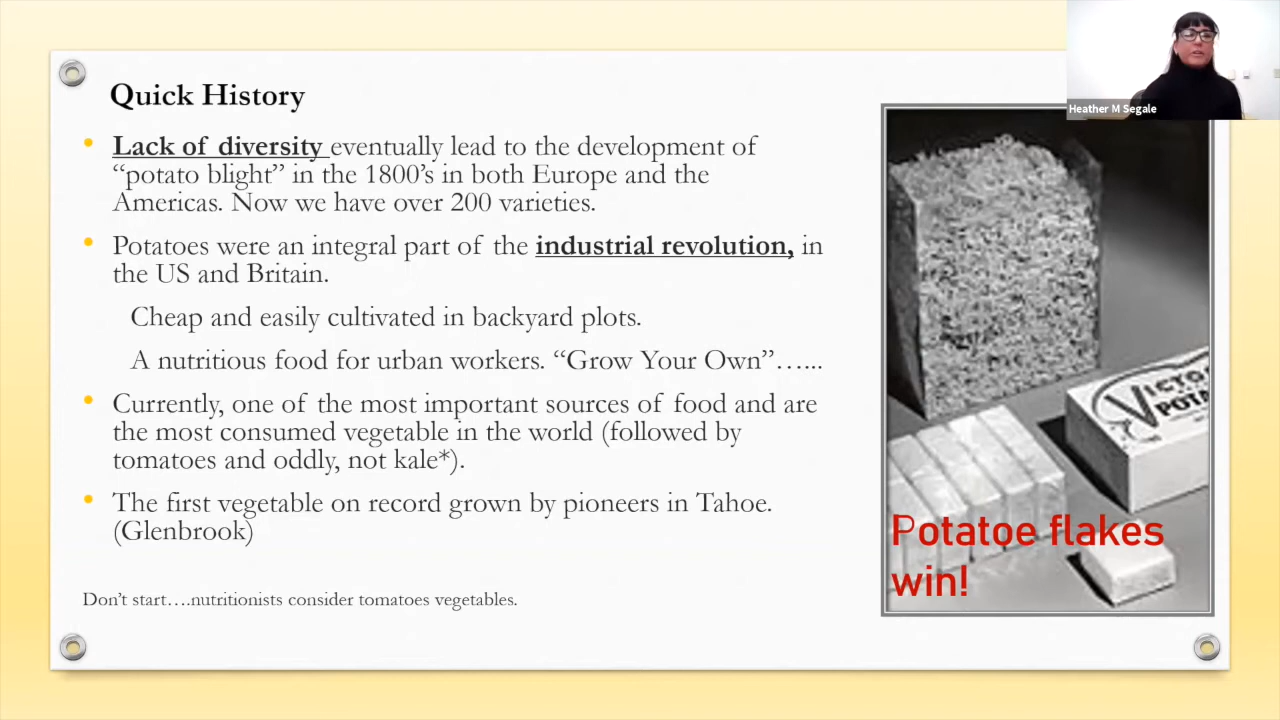 Quick History
Lack of diversity eventually lead to the development of
“potato blight” in the 1800’s in both Europe and the
Americas. Now we have over 200 varieties.
Potatoes were an integral part of the industrial revolution, in
the US and Britain.
Cheap and easily cultivated in backyard plots.
A nutritious food for urban workers. “Grow Your Own”…...
Currently, one of the most important sources of food and are
the most consumed vegetable in the world (followed by
tomatoes and oddly, not kale*).
The first vegetable on record grown by pioneers in Tahoe.
(Glenbrook)
Don’t start….nutritionists consider tomatoes vegetables.
Heather M Segale
Potatoe flakes
win!